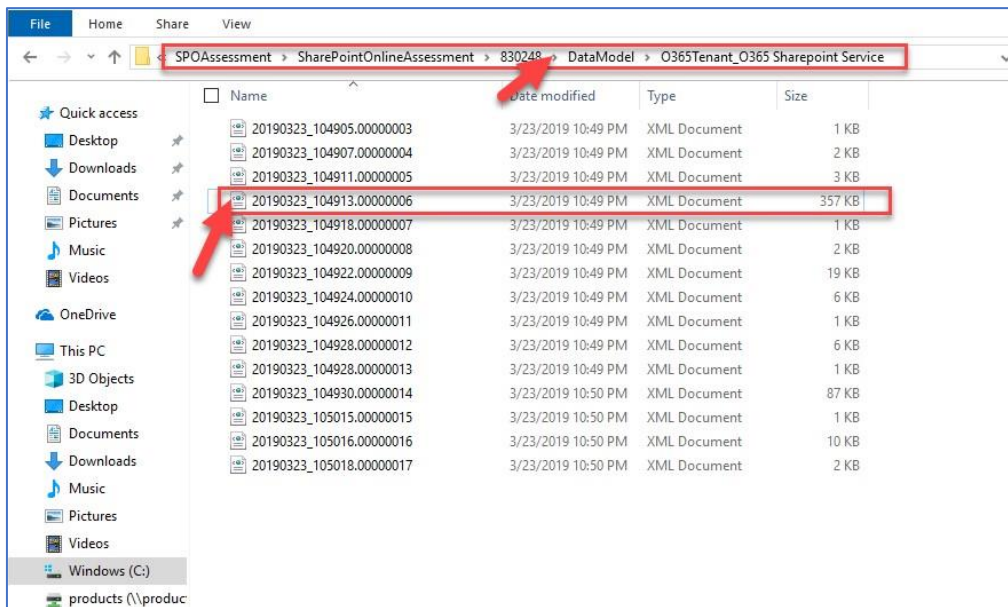 File Home Share View
« SPOAssessment > SharePointOnlineAssessment > 830248 > DataModel > O365Tenant_O365 Sharepoint Service
Name Date modified Type Size
Quick access
Desktop
Downloads
Documents
Pictures
Music
Videos
OneDrive
This PC
3D Objects
Desktop
Documents
Downloads
Music
Pictures
Videos
Windows (C:)
products (\\produc
20190323_104905.00000003 3/23/2019 10:49 PM XML Document 1 KB
20190323_104907.00000004 3/23/2019 10:49 PM XML Document 2 KB
20190323_104911.00000005 3/23/2019 10:49 PM XML Document 3 KB
20190323_104913.00000006 3/23/2019 10:49 PM XML Document 357 KB
20190323_104918.00000007 3/23/2019 10:49 PM XML Document 1 KB
20190323_104920.00000008 3/23/2019 10:49 PM XML Document 2 KB
20190323_104922.00000009 3/23/2019 10:49 PM XML Document 19 KB
20190323_104924.00000010 3/23/2019 10:49 PM XML Document 6 KB
20190323_104926.00000011 3/23/2019 10:49 PM XML Document 1 KB
20190323_104928.00000012 3/23/2019 10:49 PM XML Document 6 KB
20190323_104928.00000013 3/23/2019 10:49 PM XML Document 1 KB
20190323_104930.00000014 3/23/2019 10:50 PM XML Document 87 KB
20190323_105015.00000015 3/23/2019 10:50 PM XML Document 1 KB
20190323_105016.00000016 3/23/2019 10:50 PM XML Document 10 KB
20190323_105018.00000017 3/23/2019 10:50 PM XML Document 2 KB